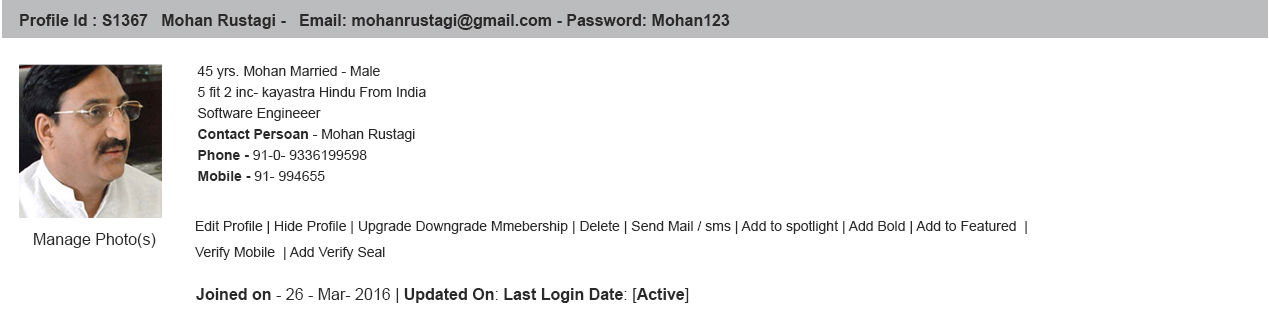 Profile Id : S1367   Mohan Rustagi -   Email: mohanrustagi@gmail.com - Password: Mohan123
45 yrs. Mohan Married - Male
5 fit 2 inc- kayastra Hindu From India
Software Engineeer
Contact Persoan - Mohan Rustagi
Phone - 91-0- 9336199598
Mobile - 91- 994655
Manage Photo(s)
Edit Profile | Hide Profile | Upgrade Downgrade Mmebership | Delete | Send Mail / sms | Add to spotlight | Add Bold | Add to Featured  |
Verify Mobile  | Add Verify Seal
Joined on - 26 - Mar- 2016 | Updated On: Last Login Date: [Active]